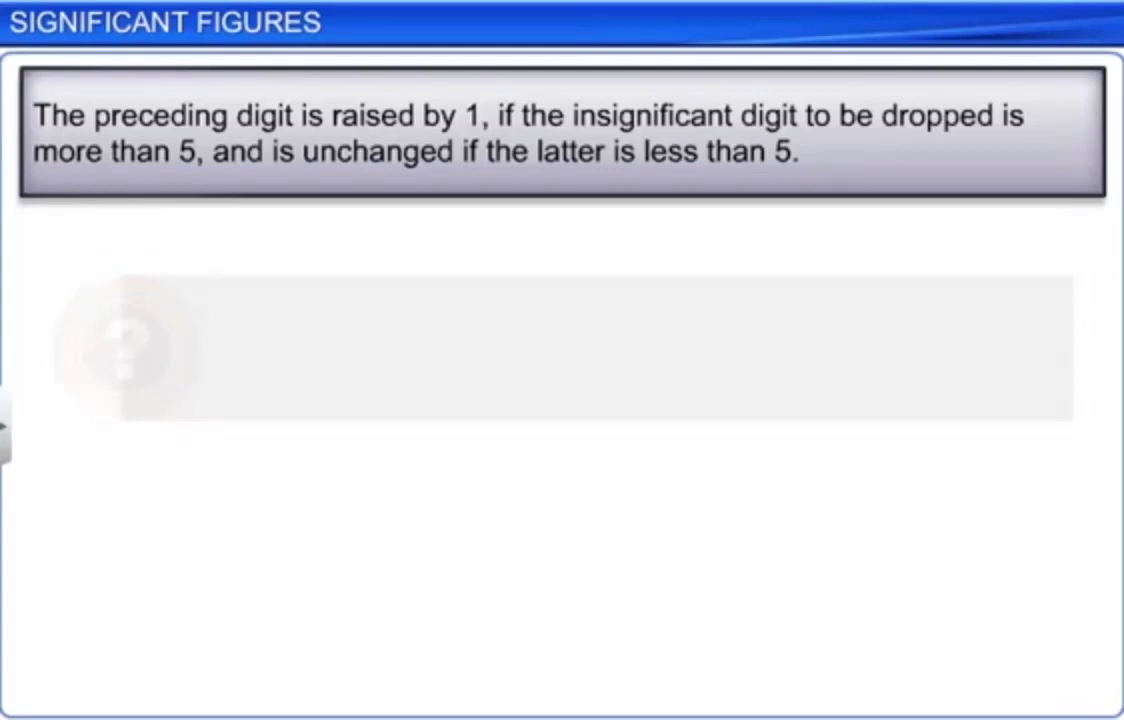 SIGNIFICANT FIGURES
The preceding digit is raised by 1, if the insignificant digit to be dropped is
more than 5, and is unchanged if the latter is less than 5.
?